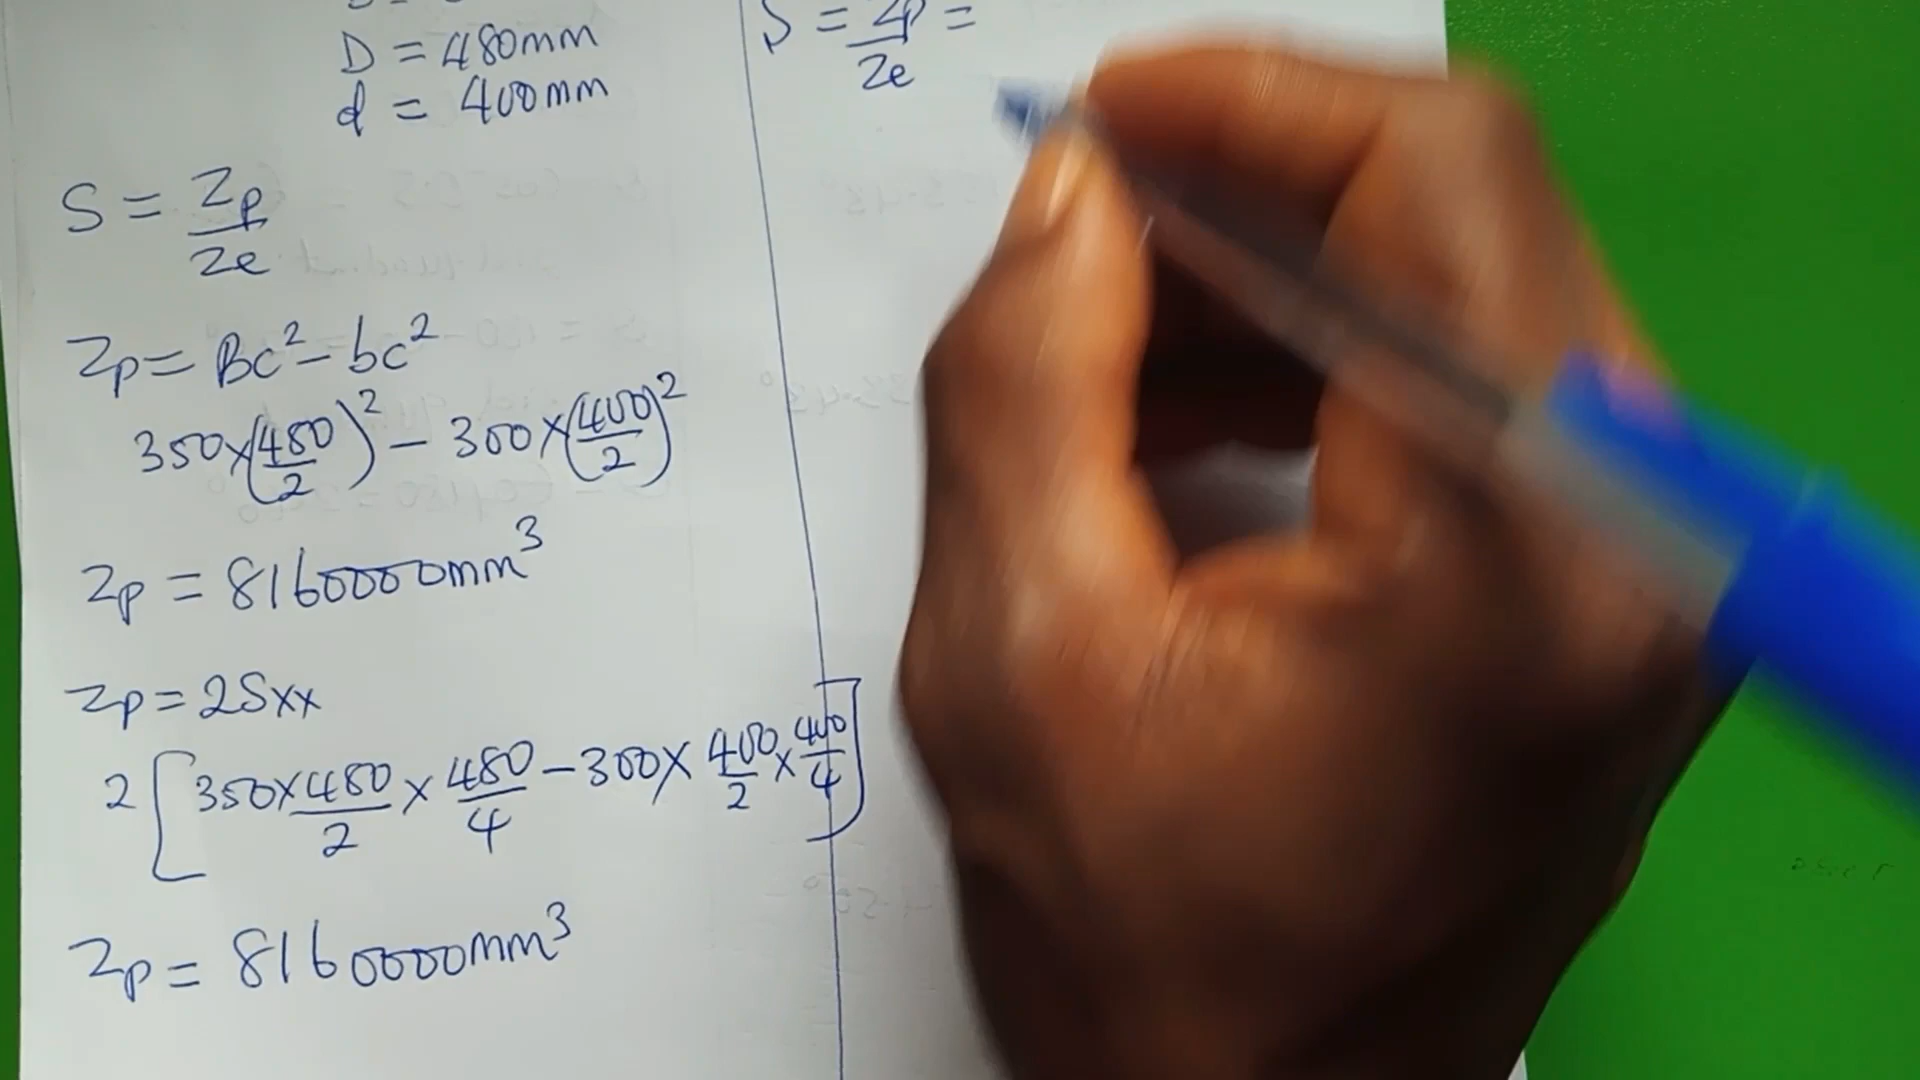 D = 480mm
d = 400mm
S = Zp/Ze
Zp = Bc² - bc²
350 × (480/2)² - 300 × (400/2)²
Zp = 8160000mm³
Zp = 2Sxx
2[350 × 480/2 × 480/4 - 300 × 400/2 × 400/4]
Zp = 8160000mm³
S = Zp/Ze =